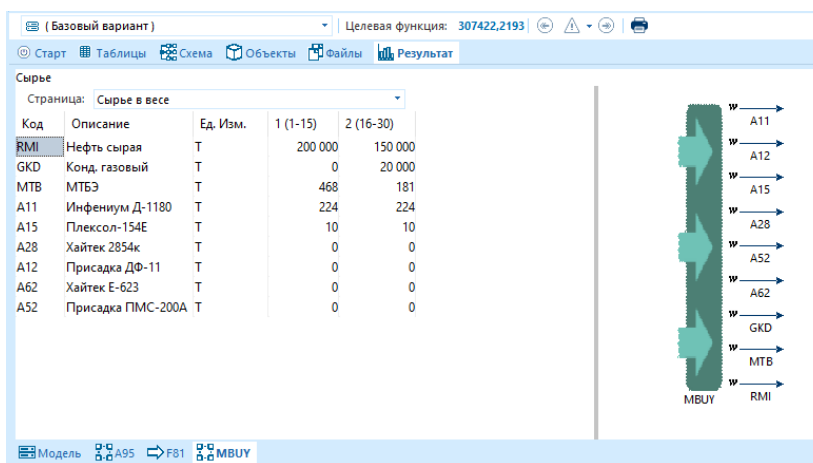 ( Базовый вариант ) Целевая функция: 307422,2193
Старт Таблицы Схема Объекты Файлы Результат
Сырье
Страница: Сырье в весе
Код Описание Ед. Изм. 1 (1-15) 2 (16-30)
RMI Нефть сырая Т 200 000 150 000
GKD Конд. газовый Т 0 20 000
MTB МТБЭ Т 468 181
A11 Инфениум Д-1180 Т 224 224
A15 Плексол-154Е Т 10 10
A28 Хайтек 2854к Т 0 0
A12 Присадка ДФ-11 Т 0 0
A62 Хайтек Е-623 Т 0 0
A52 Присадка ПМС-200А Т 0 0
w
A11
w
A12
w
A15
w
A28
w
A52
w
A62
w
GKD
w
MTB
w
MBUY RMI
Модель A95 F81 MBUY